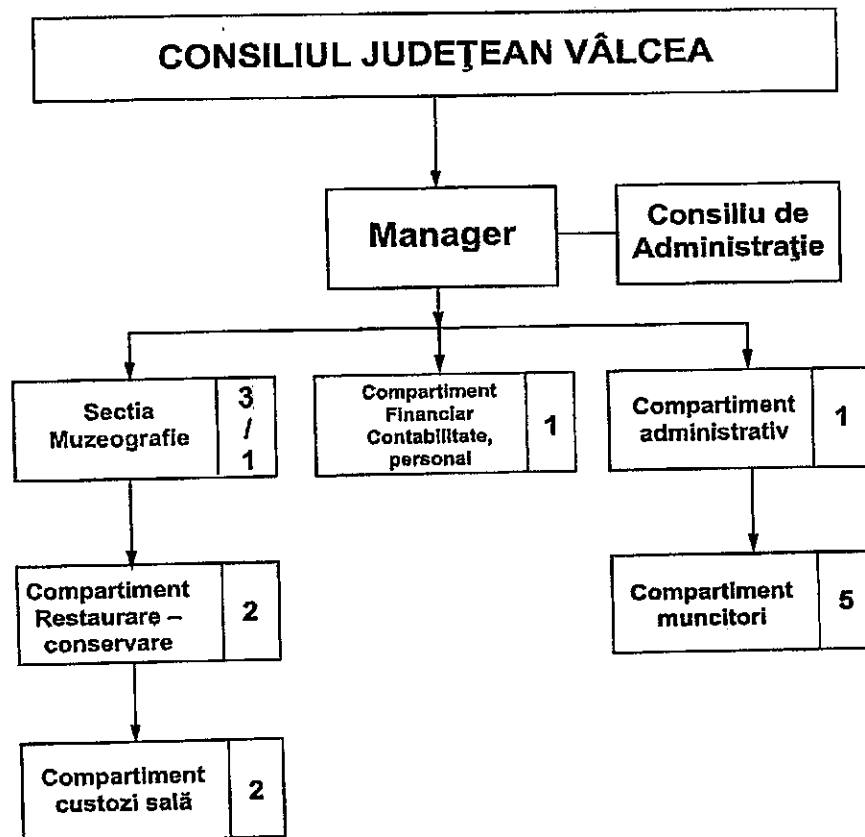 CONSILIUL JUDEŢEAN VÂLCEA
Manager
Consiliu de
Administraţie
Sectia
Muzeografie
3
/
1
Compartiment
Financiar
Contabilitate,
personal
1
Compartiment
administrativ
1
Compartiment
Restaurare –
conservare
2
Compartiment
muncitori
5
Compartiment
custozi sală
2